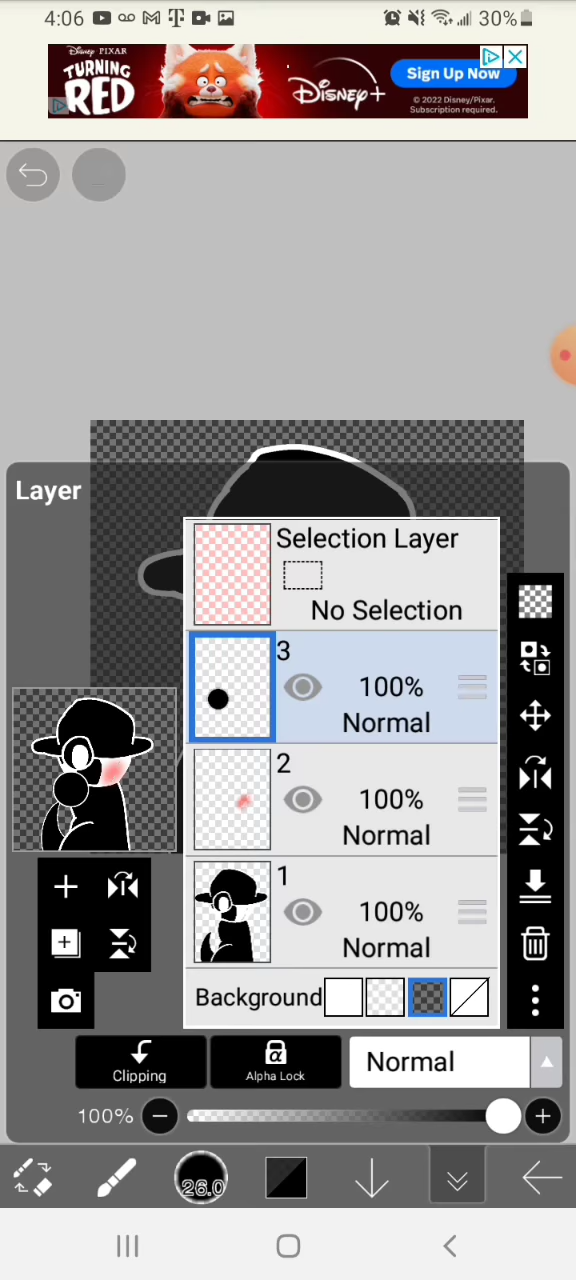 4:06
30%
Disney PIXAR
TURNING
RED
Disney+
Sign Up Now
© 2022 Disney/Pixar.
Subscription required.
Layer
Selection Layer
No Selection
3
100%
Normal
2
100%
Normal
1
100%
Normal
Background
Clipping
α
Alpha Lock
Normal
100%
26.0